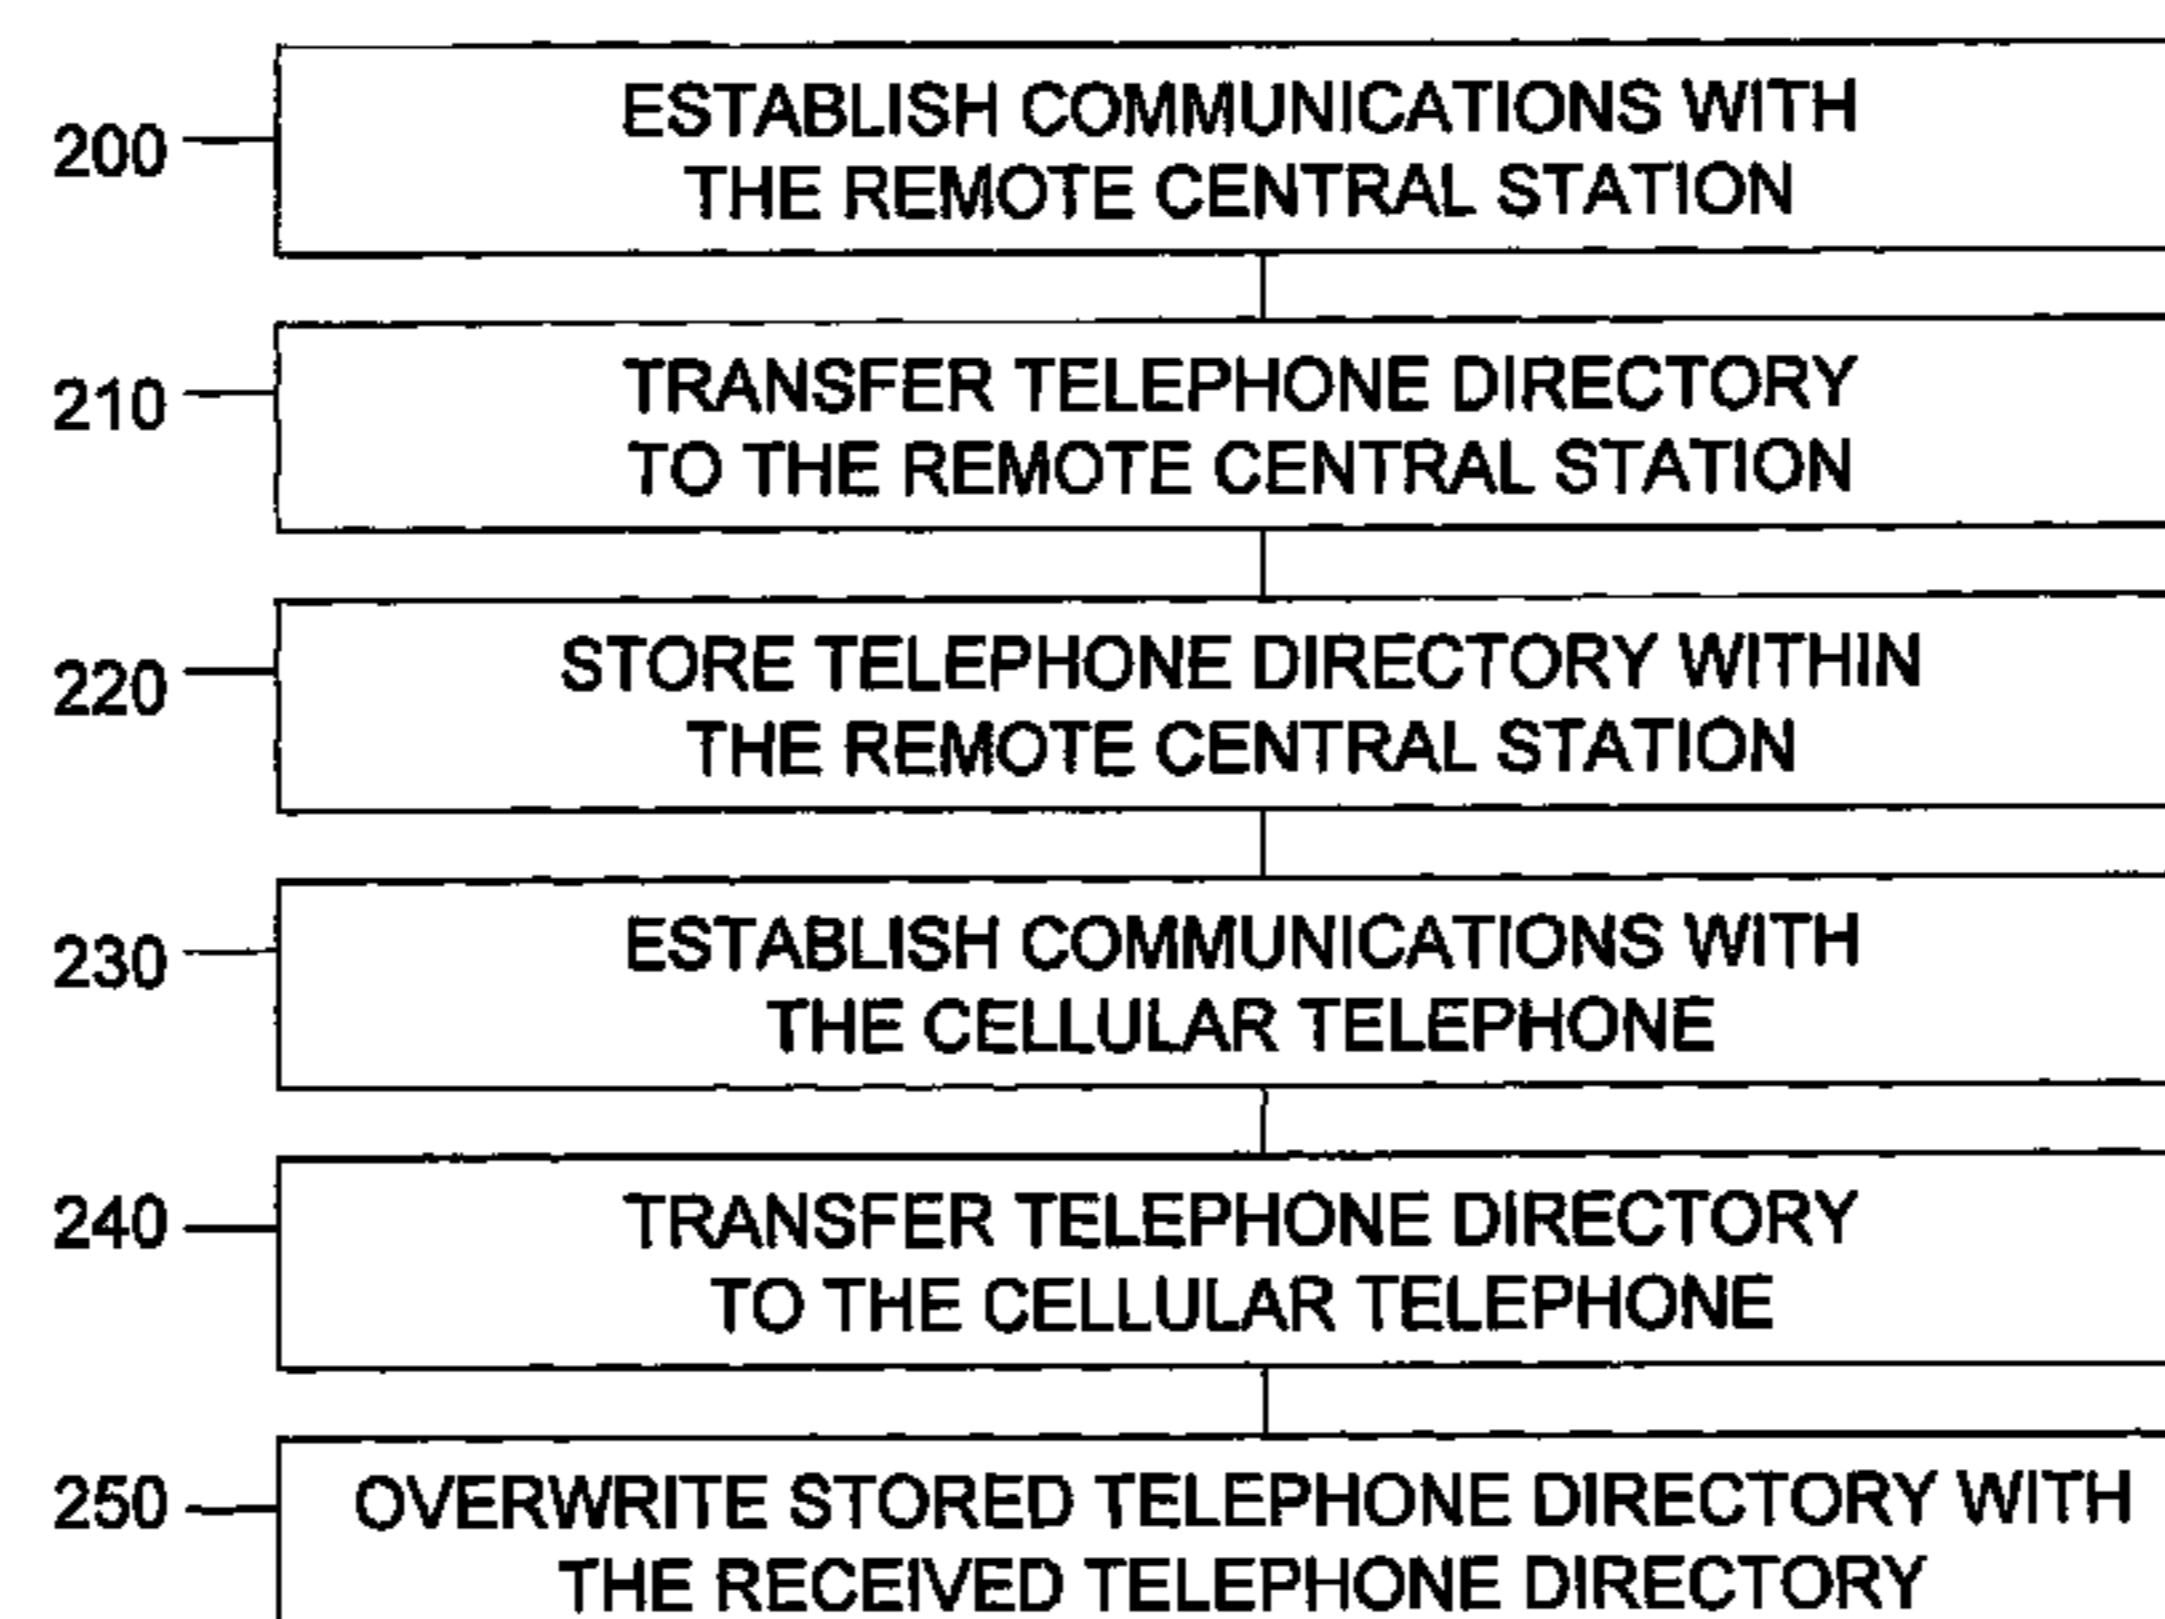 200
ESTABLISH COMMUNICATIONS WITH
THE REMOTE CENTRAL STATION
210
TRANSFER TELEPHONE DIRECTORY
TO THE REMOTE CENTRAL STATION
220
STORE TELEPHONE DIRECTORY WITHIN
THE REMOTE CENTRAL STATION
230
ESTABLISH COMMUNICATIONS WITH
THE CELLULAR TELEPHONE
240
TRANSFER TELEPHONE DIRECTORY
TO THE CELLULAR TELEPHONE
250
OVERWRITE STORED TELEPHONE DIRECTORY WITH
THE RECEIVED TELEPHONE DIRECTORY